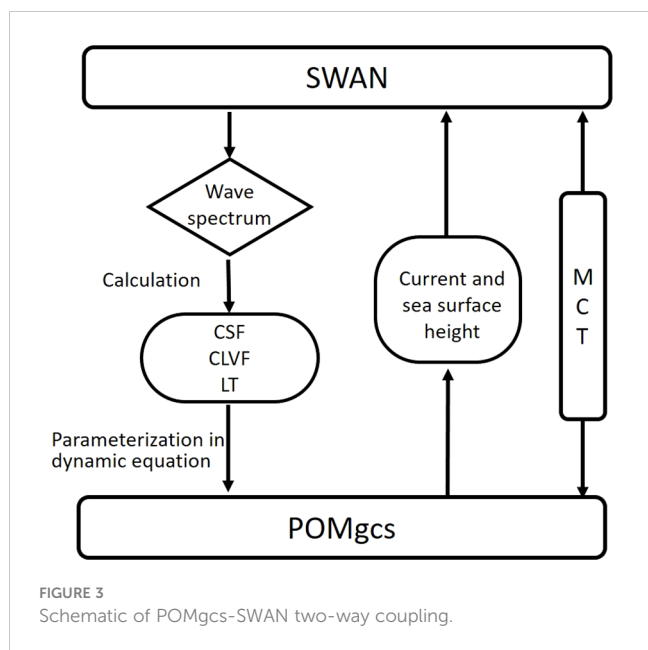 SWAN
Wave
spectrum
Calculation
CSF
CLVF
LT
Parameterization in
dynamic equation
Current and
sea surface
height
M
C
T
POMgcs
FIGURE 3
Schematic of POMgcs-SWAN two-way coupling.